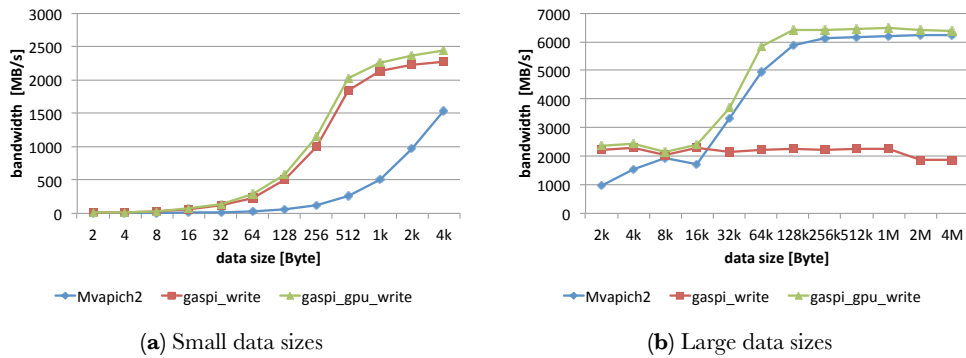 3000
2500
2000
1500
1000
500
0
bandwidth [MB/s]
2 4 8 16 32 64 128 256 512 1k 2k 4k
data size [Byte]
Mvapich2 gaspi_write gaspi_gpu_write
(a) Small data sizes
7000
6000
5000
4000
3000
2000
1000
0
bandwidth [MB/s]
2k 4k 8k 16k 32k 64k 128k 256k 512k 1M 2M 4M
data size [Byte]
Mvapich2 gaspi_write gaspi_gpu_write
(b) Large data sizes